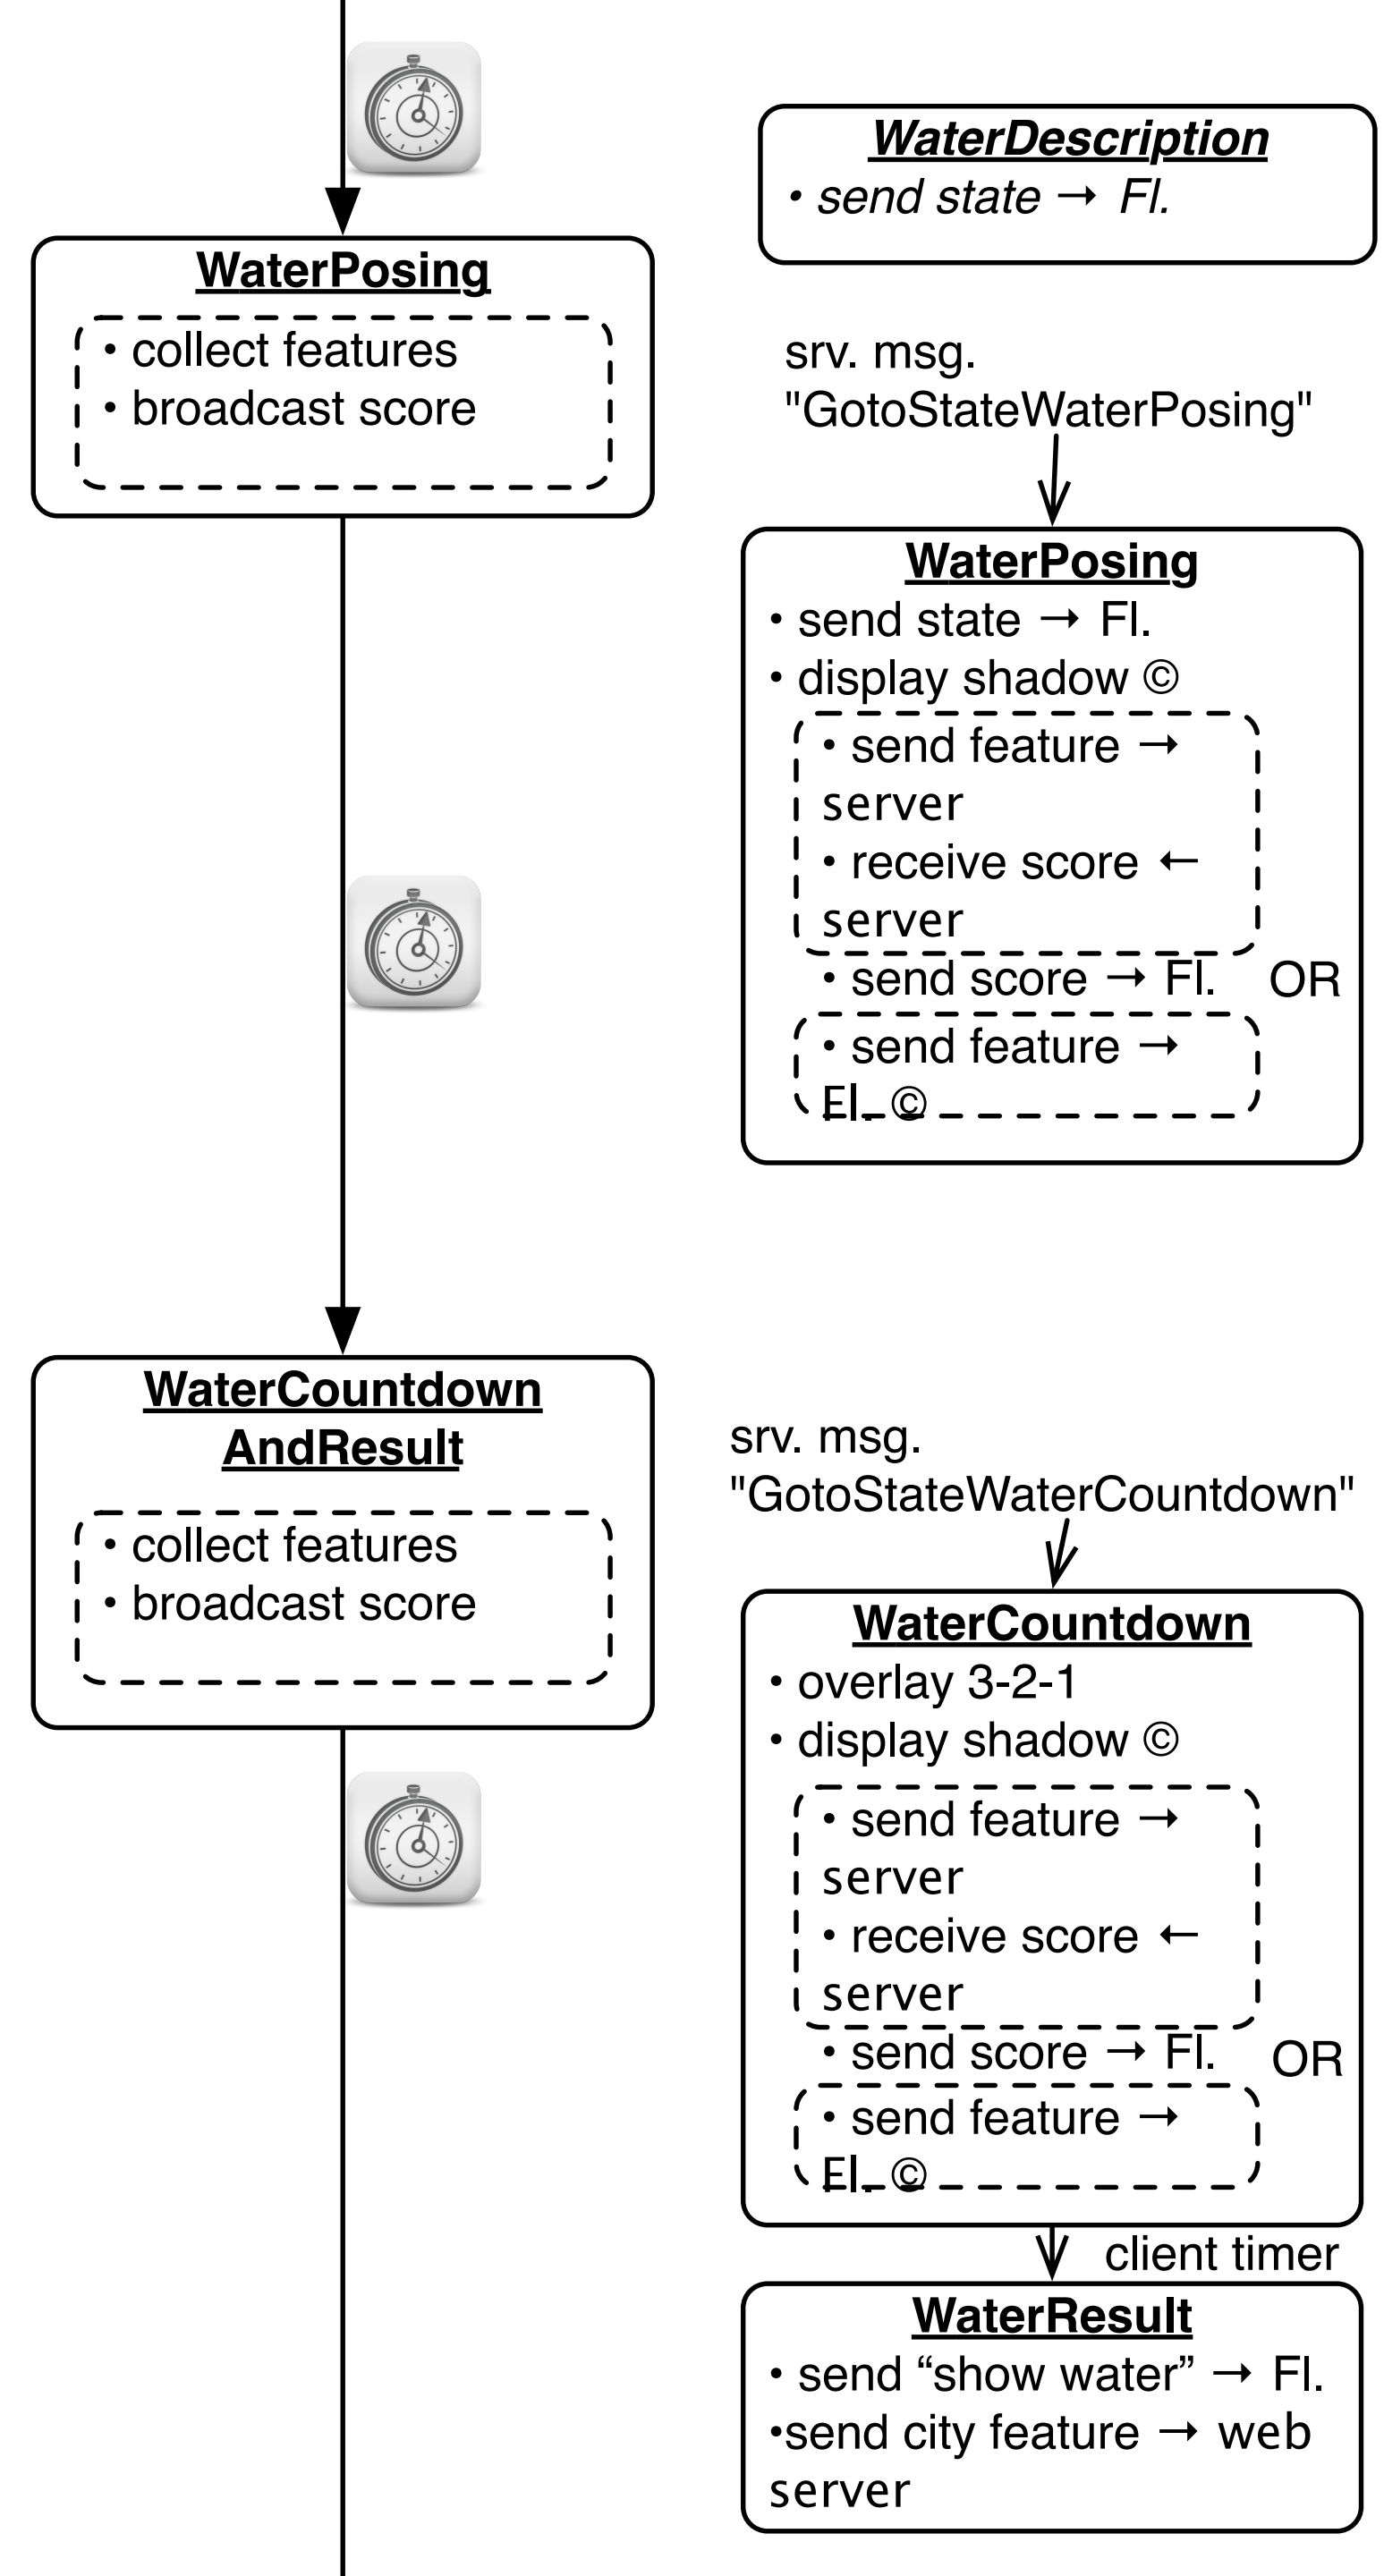 WaterDescription
• send state → Fl.
WaterPosing
• collect features
• broadcast score
srv. msg.
"GotoStateWaterPosing"
WaterPosing
• send state → Fl.
• display shadow ©
• send feature →
server
• receive score ←
server
• send score → Fl. OR
• send feature →
Fl. ©
WaterCountdown
AndResult
• collect features
• broadcast score
srv. msg.
"GotoStateWaterCountdown"
WaterCountdown
• overlay 3-2-1
• display shadow ©
• send feature →
server
• receive score ←
server
• send score → Fl. OR
• send feature →
Fl. ©
client timer
WaterResult
• send “show water” → Fl.
•send city feature → web
server